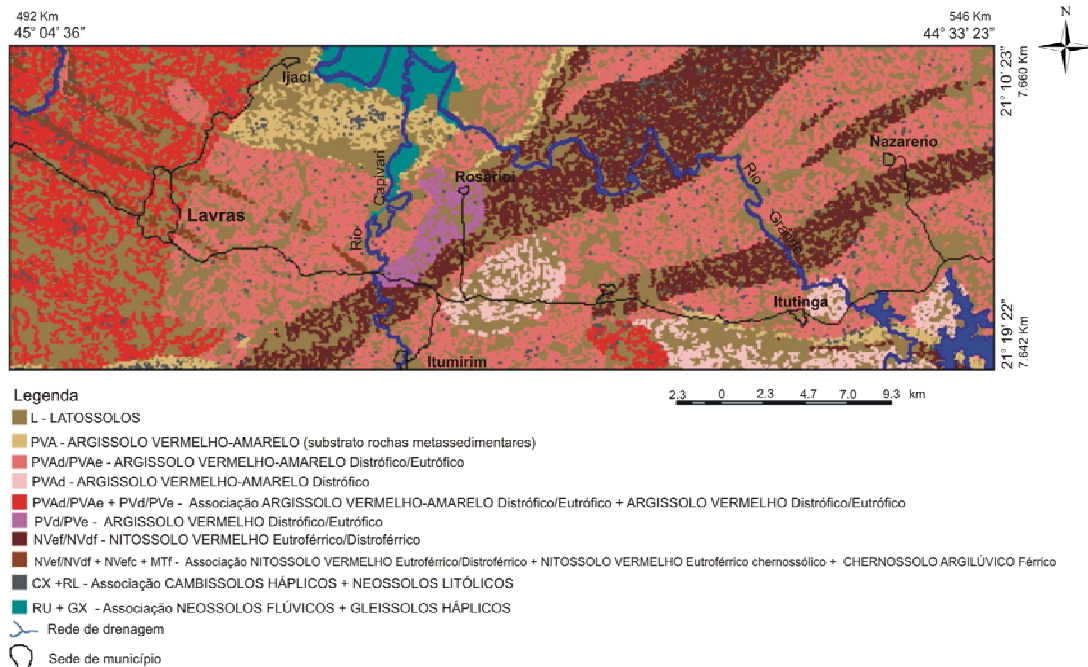 492 Km
45° 04' 36"
546 Km
44° 33' 23"
N
21° 10' 23"
7.660 Km
Ijaci
Nazareno
Capivari
Rosárioi
Rio
Lavras
Rio
Grande
Itutinga
Itumirim
21° 19' 22"
7.642 Km
Legenda
2.3 0 2.3 4.7 7.0 9.3 km
L - LATOSSOLOS
PVA - ARGISSOLO VERMELHO-AMARELO (substrato rochas metassedimentares)
PVAd/PVAe - ARGISSOLO VERMELHO-AMARELO Distrófico/Eutrófico
PVAd - ARGISSOLO VERMELHO-AMARELO Distrófico
PVAd/PVAe + PVd/PVe - Associação ARGISSOLO VERMELHO-AMARELO Distrófico/Eutrófico + ARGISSOLO VERMELHO Distrófico/Eutrófico
PVd/PVe - ARGISSOLO VERMELHO Distrófico/Eutrófico
NVef/NVdf - NITOSSOLO VERMELHO Eutroférrico/Distroférrico
NVef/NVdf + NVefc + MTf - Associação NITOSSOLO VERMELHO Eutroférrico/Distroférrico + NITOSSOLO VERMELHO Eutroférrico chernossólico + CHERNOSSOLO ARGILÚVICO Férrico
CX +RL - Associação CAMBISSOLOS HÁPLICOS + NEOSSOLOS LITÓLICOS
RU + GX - Associação NEOSSOLOS FLÚVICOS + GLEISSOLOS HÁPLICOS
Rede de drenagem
Sede de município